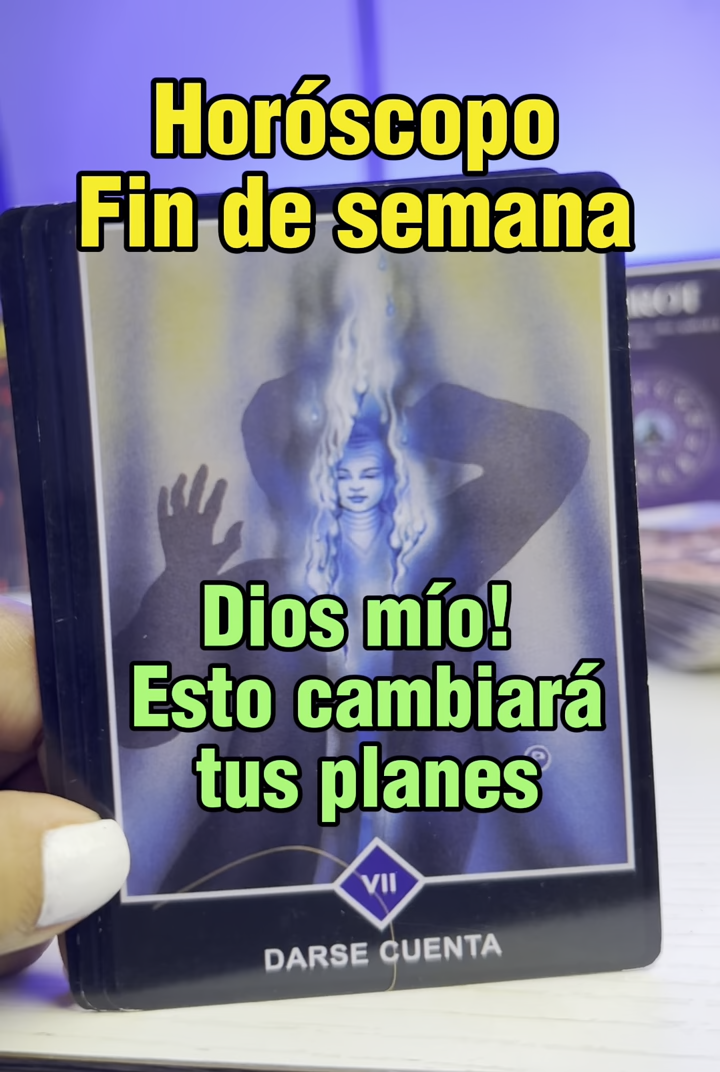 Horóscopo
Fin de semana
Dios mío!
Esto cambiará
tus planes
VII
DARSE CUENTA